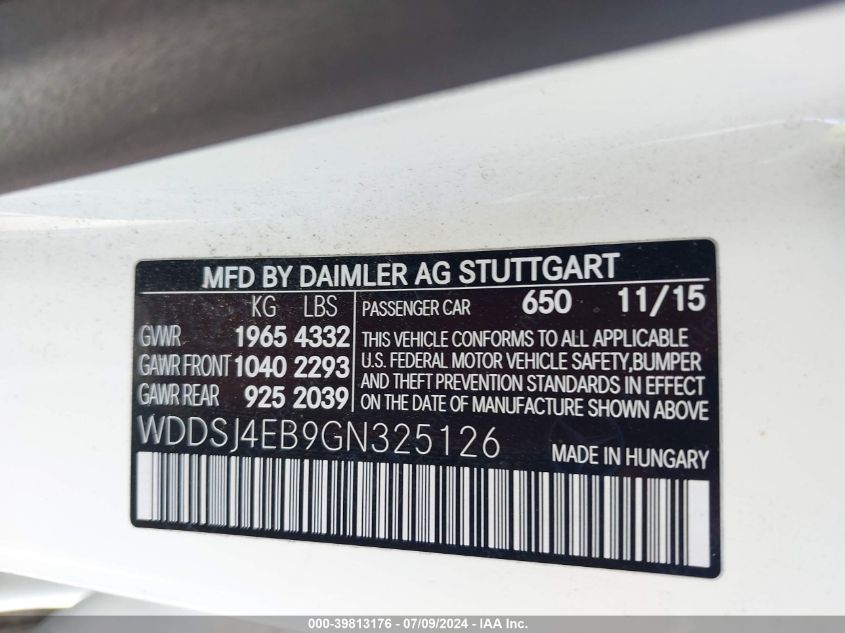 MFD BY DAIMLER AG STUTTGART
KG LBS
GVWR 1965 4332
GAWR FRONT 1040 2293
GAWR REAR 925 2039
PASSENGER CAR 650 11/15
THIS VEHICLE CONFORMS TO ALL APPLICABLE
U.S. FEDERAL MOTOR VEHICLE SAFETY,BUMPER
AND THEFT PREVENTION STANDARDS IN EFFECT
ON THE DATE OF MANUFACTURE SHOWN ABOVE
WDDSJ4EB9GN325126
MADE IN HUNGARY
000-39813176 - 07/09/2024 - IAA Inc.